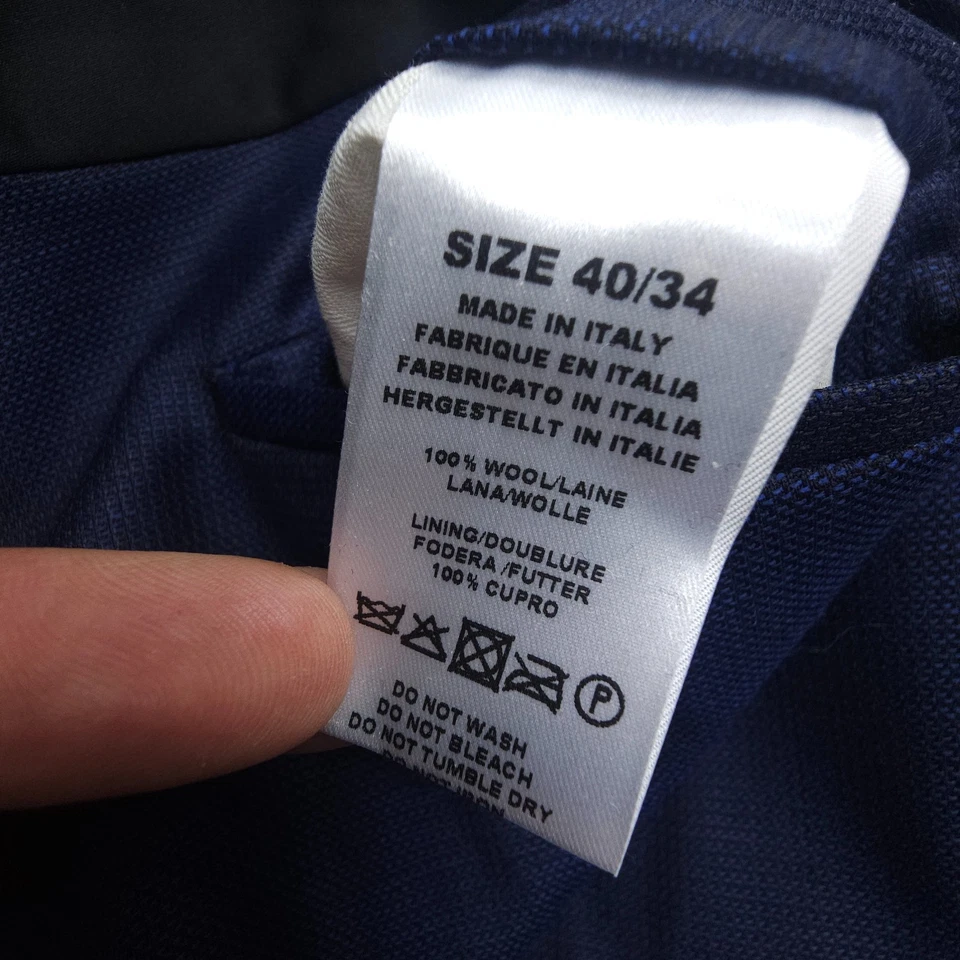 SIZE 40/34
MADE IN ITALY
FABRIQUE EN ITALIA
FABBRICATO IN ITALIA
HERGESTELLT IN ITALIE
100% WOOL/LAINE
LANA/WOLLE
LINING/DOUBLURE
FODERA /FUTTER
100% CUPRO
P
DO NOT WASH
DO NOT BLEACH
DO NOT TUMBLE DRY